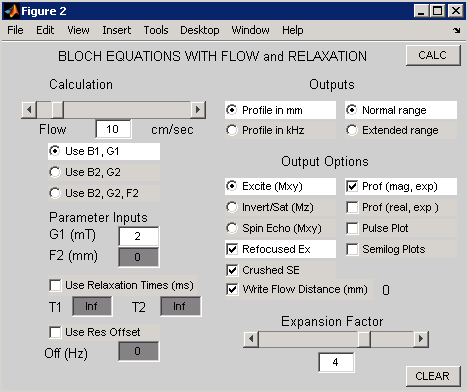 Figure 2
File Edit View Insert Tools Desktop Window Help
BLOCH EQUATIONS WITH FLOW and RELAXATION CALC
Calculation
Flow 10 cm/sec
Use B1, G1
Use B2, G2
Use B2, G2, F2
Parameter Inputs
G1 (mT) 2
F2 (mm) 0
Use Relaxation Times (ms)
T1 Inf T2 Inf
Use Res Offset
Off (Hz) 0
Outputs
Profile in mm Normal range
Profile in kHz Extended range
Output Options
Excite (Mxy) Prof (mag, exp)
Invert/Sat (Mz) Prof (real, exp )
Spin Echo (Mxy) Pulse Plot
Refocused Ex Semilog Plots
Crushed SE
Write Flow Distance (mm) 0
Expansion Factor
4
CLEAR